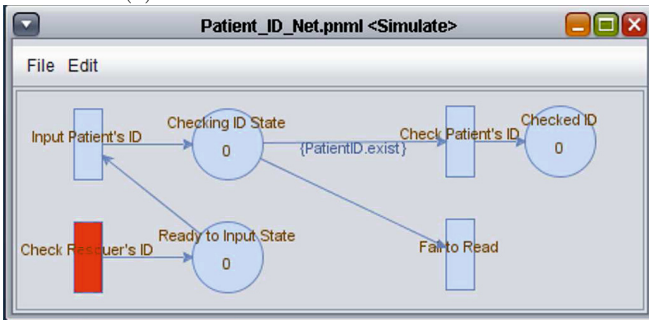 Patient_ID_Net.pnml <Simulate>
File Edit
Input Patient's ID
Checking ID State
0
{PatientID.exist}
Check Patient's ID
Checked ID
0
Check Rescuer's ID
Ready to Input State
0
Fail to Read